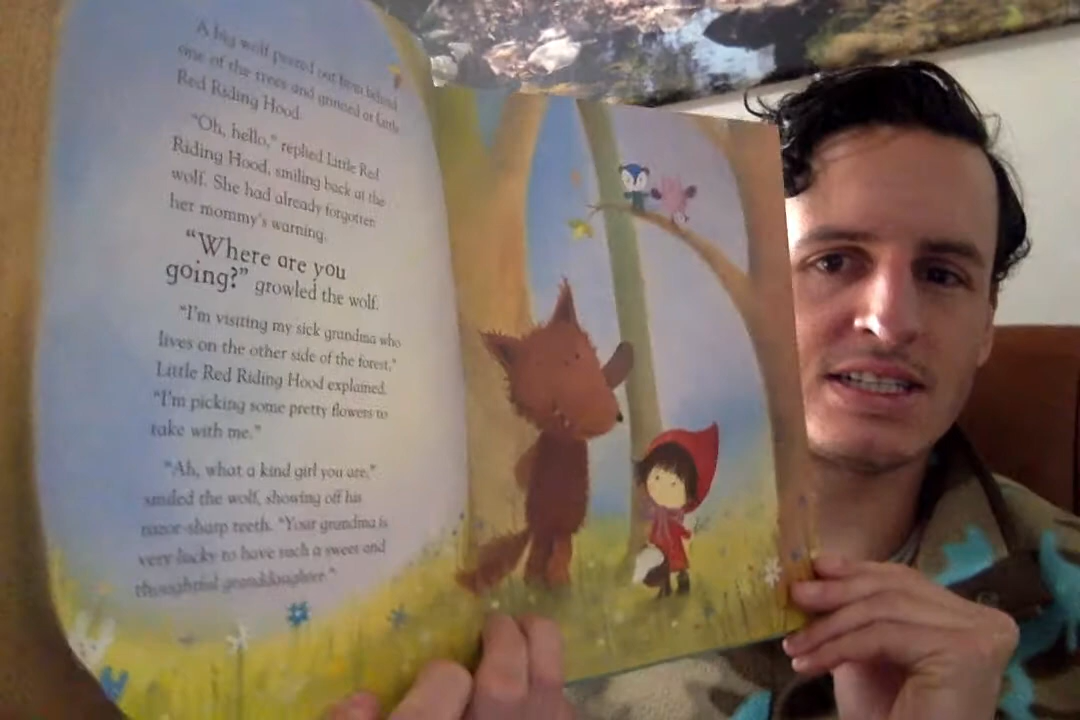 A big wolf peered out from behind
one of the trees and grinned at Little
Red Riding Hood.
"Oh, hello," replied Little Red
Riding Hood, smiling back at the
wolf. She had already forgotten
her mommy's warning.
"Where are you
going?" growled the wolf.
"I'm visiting my sick grandma who
lives on the other side of the forest,"
Little Red Riding Hood explained.
"I'm picking some pretty flowers to
take with me."
"Ah, what a kind girl you are,"
smiled the wolf, showing off his
razor-sharp teeth. "Your grandma is
very lucky to have such a sweet and
thoughtful granddaughter."